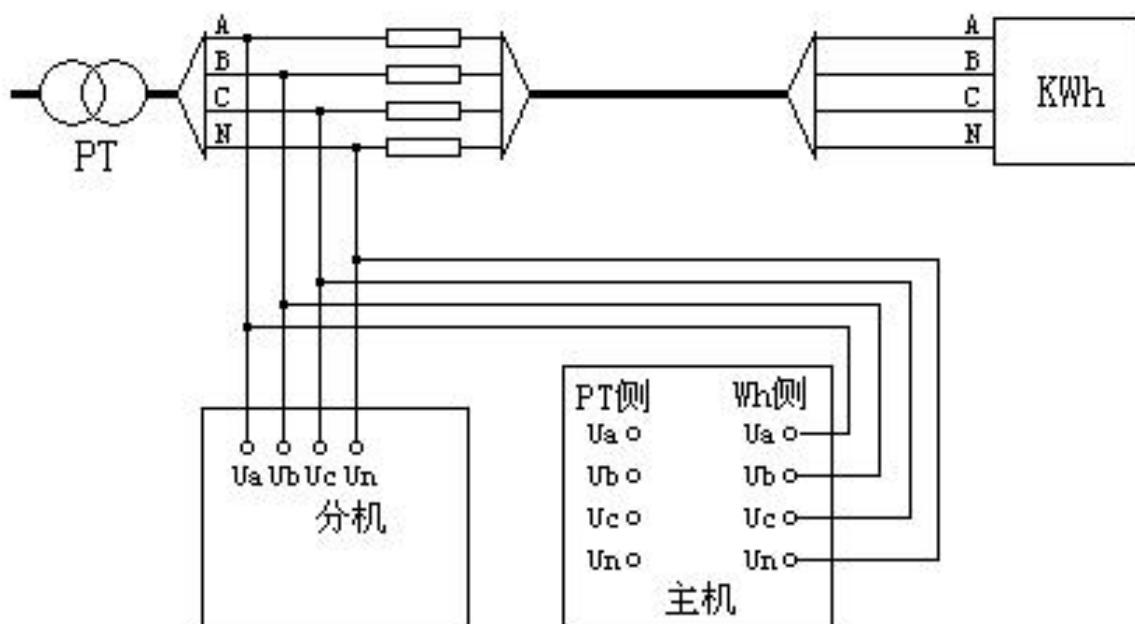 A
B
C
N
PT
A
B
C
N
KWh
Ua Ub Uc Un
分机
PT侧 Wh侧
Ua Ua
Ub Ub
Uc Uc
Un Un
主机